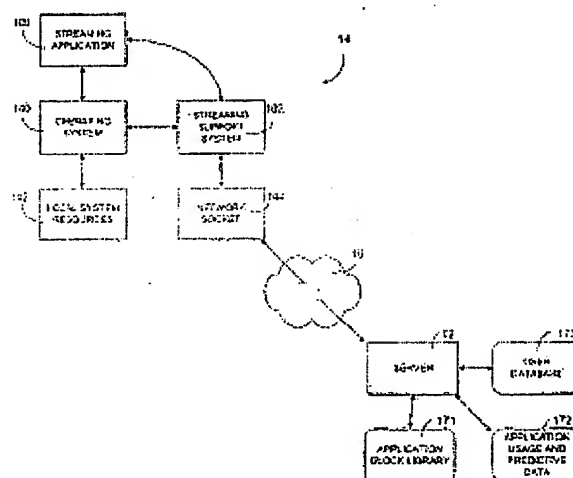 STREAMING
APPLICATION
14
140
OPERATING
SYSTEM
STREAMING
SUPPORT
SYSTEM
102
142
LOCAL SYSTEM
RESOURCES
NETWORK
SOCKET
144
12
SERVER
USER
DATABASE
171
APPLICATION
BLOCK LIBRARY
172
APPLICATION
USAGE AND
PREDICTIVE
DATA